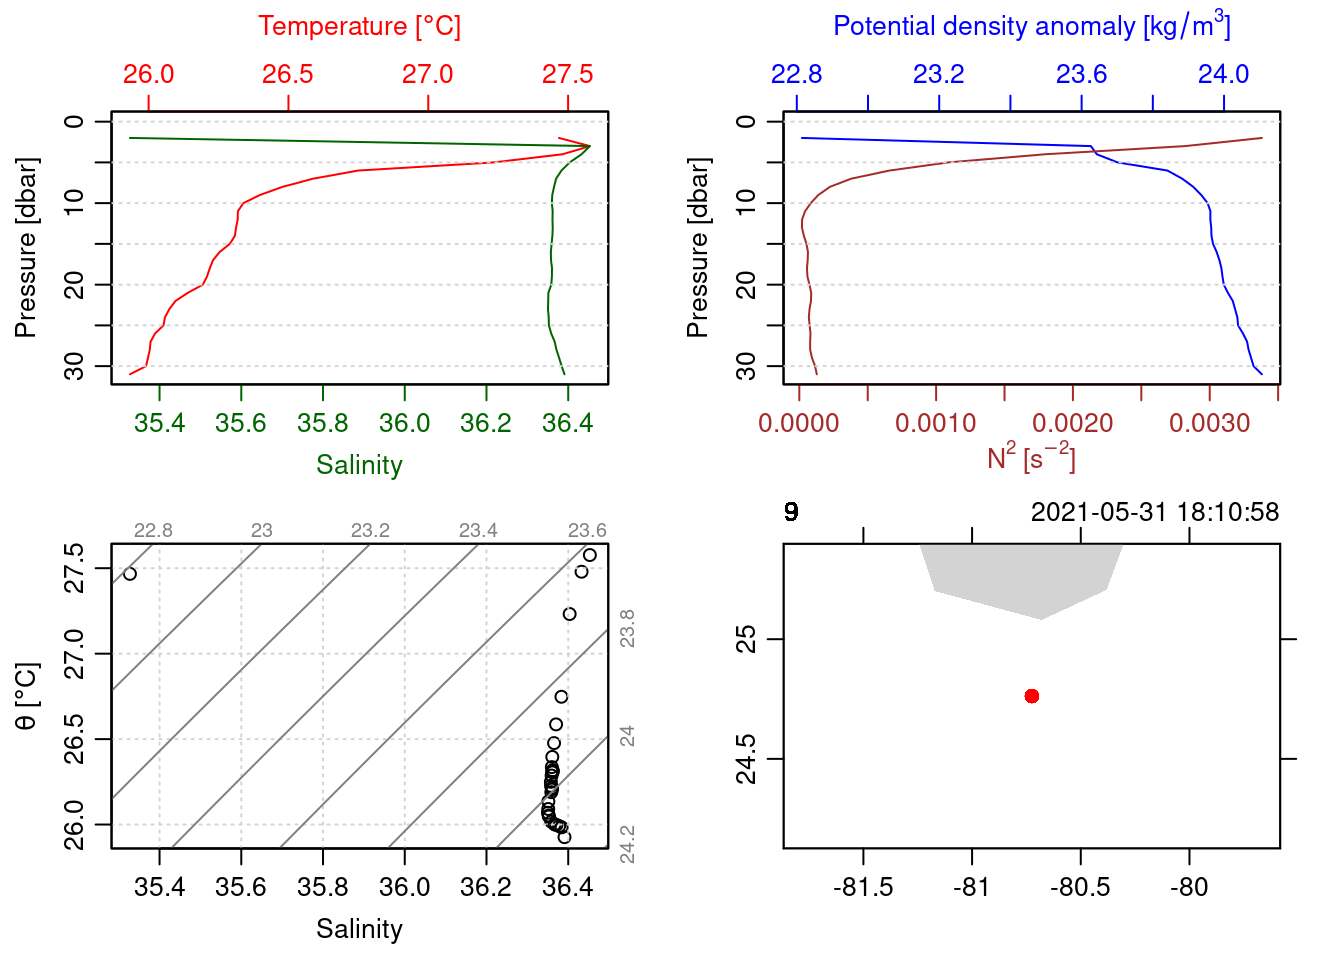 Temperature [°C]
26.0 26.5 27.0 27.5
0
10
20
30
Pressure [dbar]
35.4 35.6 35.8 36.0 36.2 36.4
Salinity
Potential density anomaly [kg/m³]
22.8 23.2 23.6 24.0
0
10
20
30
Pressure [dbar]
0.0000 0.0010 0.0020 0.0030
N² [s⁻²]
22.8 23 23.2 23.4 23.6
23.8
24
24.2
27.5
27.0
26.5
26.0
θ [°C]
35.4 35.6 35.8 36.0 36.2 36.4
Salinity
2021-05-31 18:10:58
25
24.5
-81.5 -81 -80.5 -80